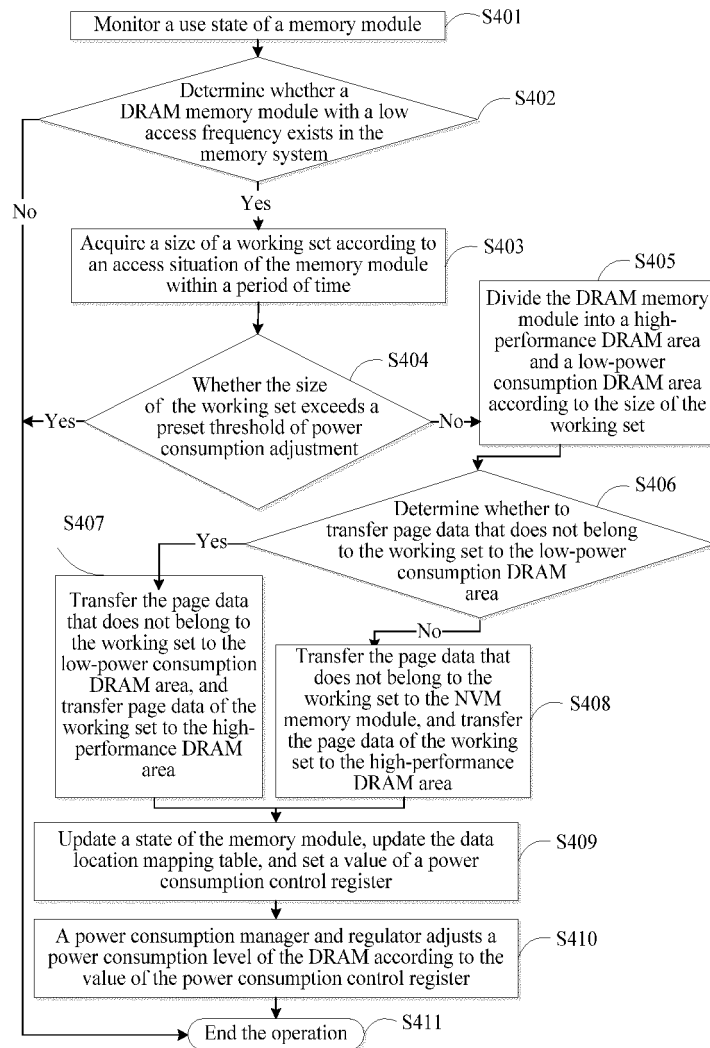 Monitor a use state of a memory module
S401
Determine whether a
DRAM memory module with a low
access frequency exists in the
memory system
S402
No
Yes
Acquire a size of a working set according to
an access situation of the memory module
within a period of time
S403
S405
Divide the DRAM memory
module into a high-
performance DRAM area
and a low-power
consumption DRAM area
according to the size of the
working set
S404
Whether the size
of the working set exceeds a
preset threshold of power
consumption adjustment
Yes
No
S406
Determine whether to
transfer page data that does not belong
to the working set to the low-power
consumption DRAM
area
S407
Yes
No
Transfer the page data
that does not belong to
the working set to the
low-power consumption
DRAM area, and
transfer page data of the
working set to the high-
performance DRAM
area
Transfer the page data that
does not belong to the
working set to the NVM
memory module, and transfer
the page data of the working
set to the high-performance
DRAM area
S408
Update a state of the memory module, update the data
location mapping table, and set a value of a power
consumption control register
S409
A power consumption manager and regulator adjusts a
power consumption level of the DRAM according to the
value of the power consumption control register
S410
End the operation
S411